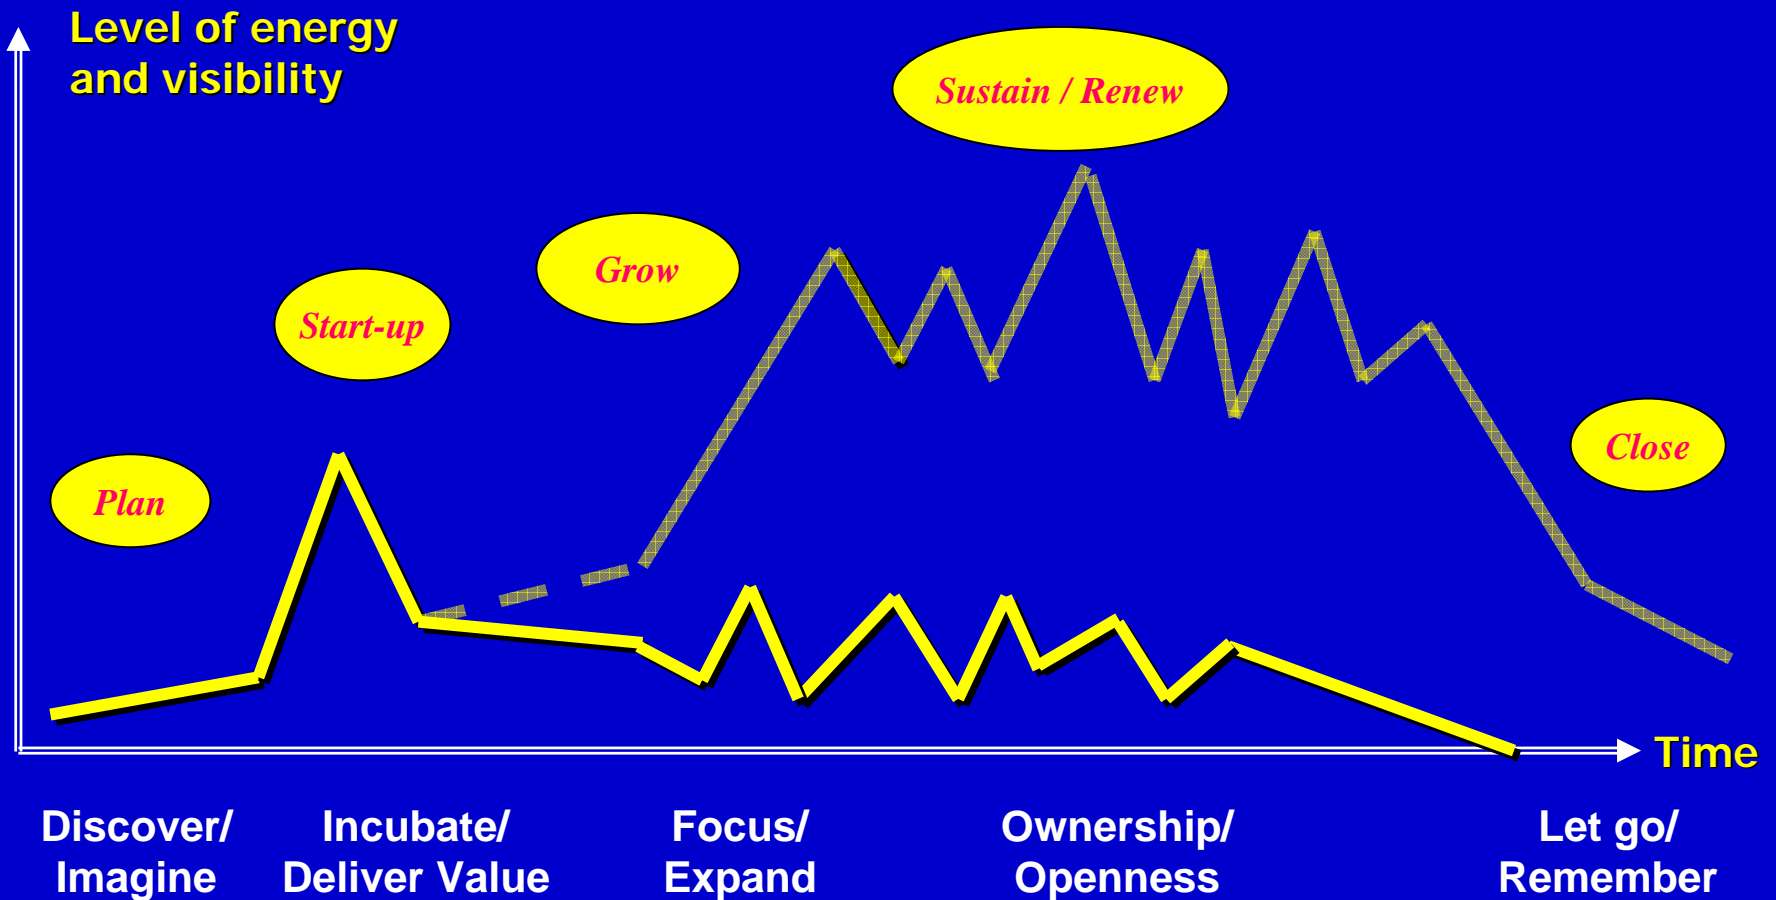 Level of energy
and visibility
Sustain / Renew
Grow
Start-up
Close
Plan
Time
Discover/
Imagine
Incubate/
Deliver Value
Focus/
Expand
Ownership/
Openness
Let go/
Remember